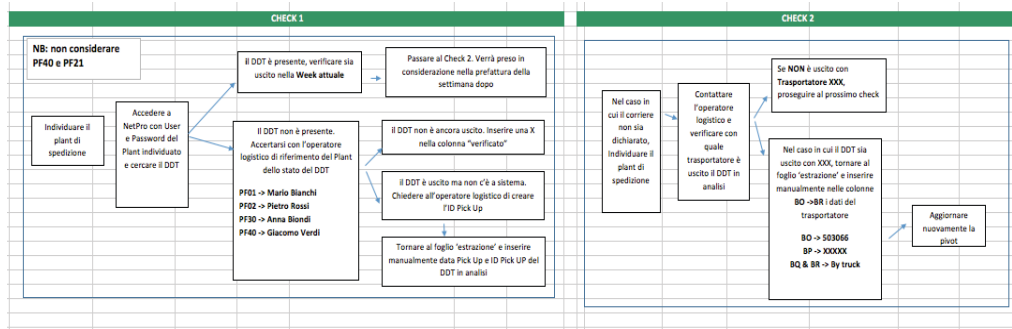 CHECK 1
NB: non considerare
PF40 e PF21
Individuare il
plant di
spedizione
Accedere a
NetPro con User
e Password del
Plant individuato
e cercare il DDT
il DDT è presente, verificare sia
uscito nella Week attuale
Passare al Check 2. Verrà preso in
considerazione nella prefattura della
settimana dopo
Il DDT non è presente.
Accertarsi con l'operatore
logistico di riferimento del Plant
dello stato del DDT
PF01 -> Mario Bianchi
PF02 -> Pietro Rossi
PF30 -> Anna Biondi
PF40 -> Giacomo Verdi
il DDT non è ancora uscito. Inserire una X
nella colonna "verificato"
il DDT è uscito ma non c'è a sistema.
Chiedere all'operatore logistico di creare
l'ID Pick Up
Tornare al foglio 'estrazione' e inserire
manualmente data Pick Up e ID Pick UP del
DDT in analisi
CHECK 2
Nel caso in
cui il corriere
non sia
dichiarato,
Individuare il
plant di
spedizione
Contattare
l'operatore
logistico e
verificare con
quale
trasportatore è
uscito il DDT in
analisi
Se NON è uscito con
Trasportatore XXX,
proseguire al prossimo check
Nel caso in cui il DDT sia
uscito con XXX, tornare al
foglio 'estrazione' e inserire
manualmente nelle colonne
BO ->BR i dati del
trasportatore
BO -> 503066
BP -> XXXXX
BQ & BR -> By truck
Aggiornare
nuovamente la
pivot